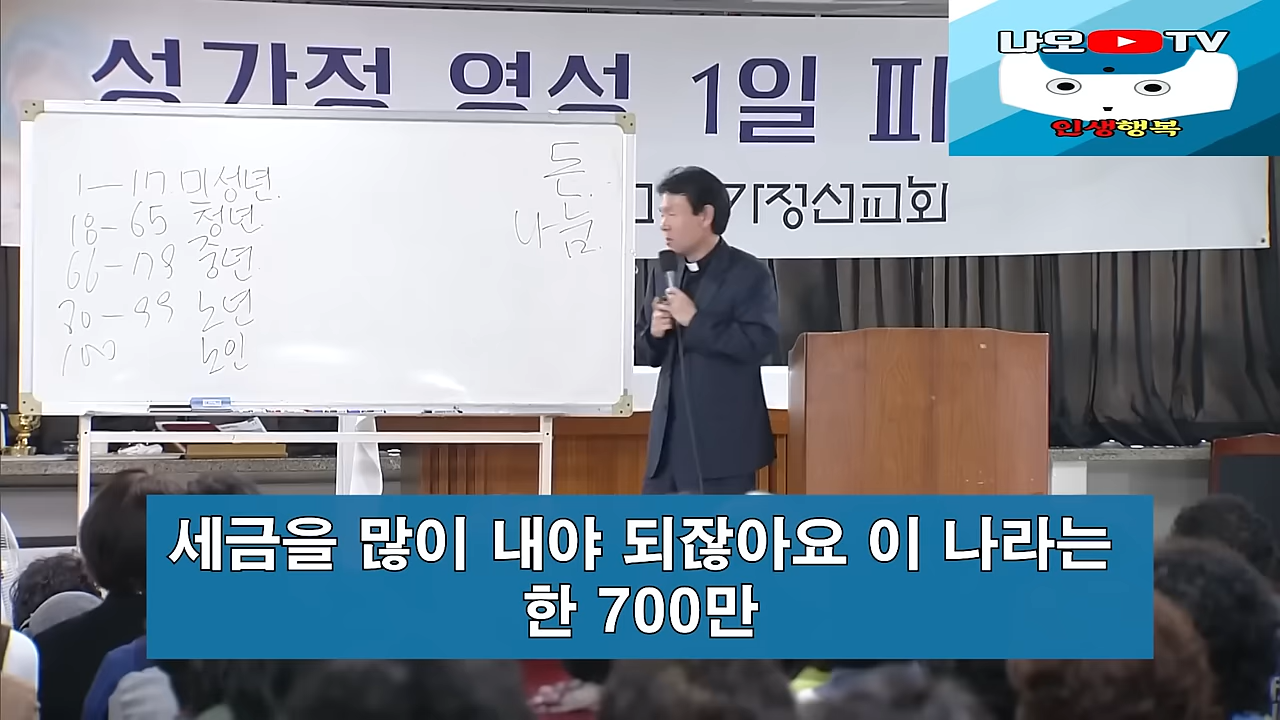 성가정 영성 1일 피
나오 TV
인생행복
가정선교회
돈.
나눔.
1-17 미성년.
18-65 청년
66-79 중년
80-99 노년
100 노인
세금을 많이 내야 되잖아요 이 나라는
한 700만